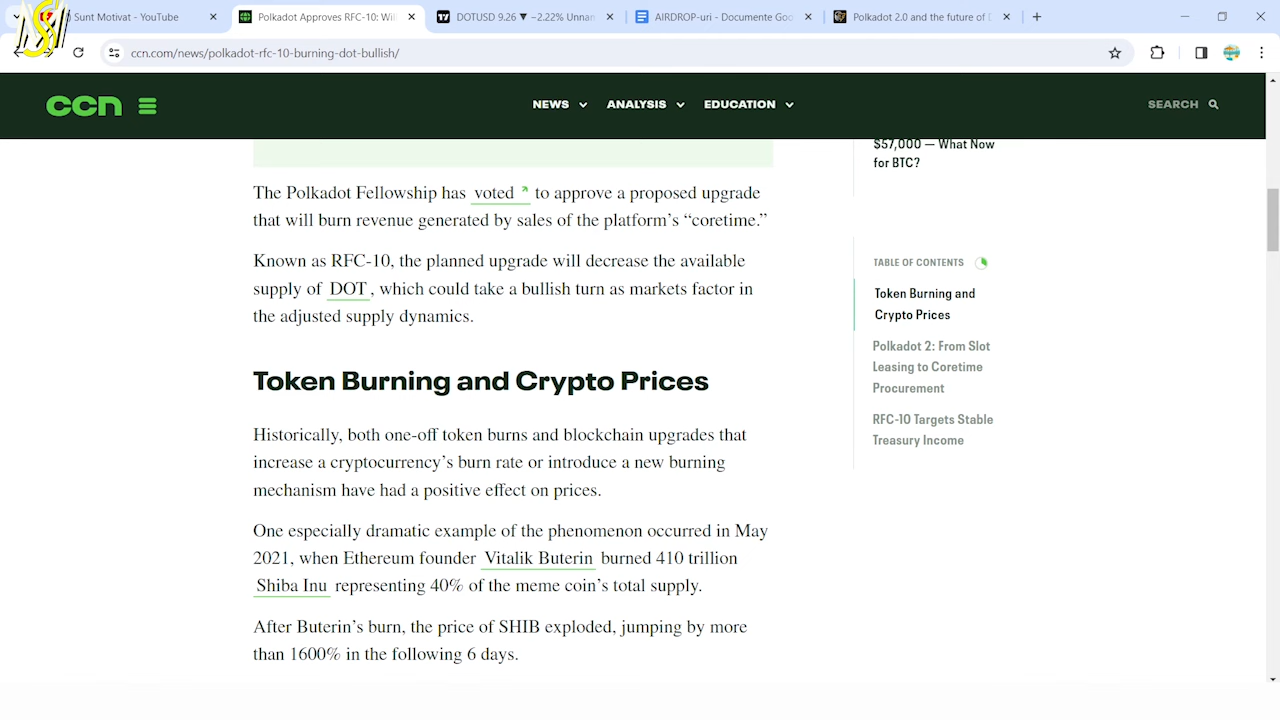 Sunt Motivat - YouTube
Polkadot Approves RFC-10: Wil
DOTUSD 9.26 ▼ −2.22% Unnan
AIRDROP-uri - Documente Goo
Polkadot 2.0 and the future of D
ccn.com/news/polkadot-rfc-10-burning-dot-bullish/
ccn
NEWS
ANALYSIS
EDUCATION
SEARCH
$57,000 — What Now
for BTC?
The Polkadot Fellowship has voted to approve a proposed upgrade
that will burn revenue generated by sales of the platform’s “coretime.”
Known as RFC-10, the planned upgrade will decrease the available
supply of DOT, which could take a bullish turn as markets factor in
the adjusted supply dynamics.
TABLE OF CONTENTS
Token Burning and
Crypto Prices
Polkadot 2: From Slot
Leasing to Coretime
Procurement
RFC-10 Targets Stable
Treasury Income
Token Burning and Crypto Prices
Historically, both one-off token burns and blockchain upgrades that
increase a cryptocurrency’s burn rate or introduce a new burning
mechanism have had a positive effect on prices.
One especially dramatic example of the phenomenon occurred in May
2021, when Ethereum founder Vitalik Buterin burned 410 trillion
Shiba Inu representing 40% of the meme coin’s total supply.
After Buterin’s burn, the price of SHIB exploded, jumping by more
than 1600% in the following 6 days.